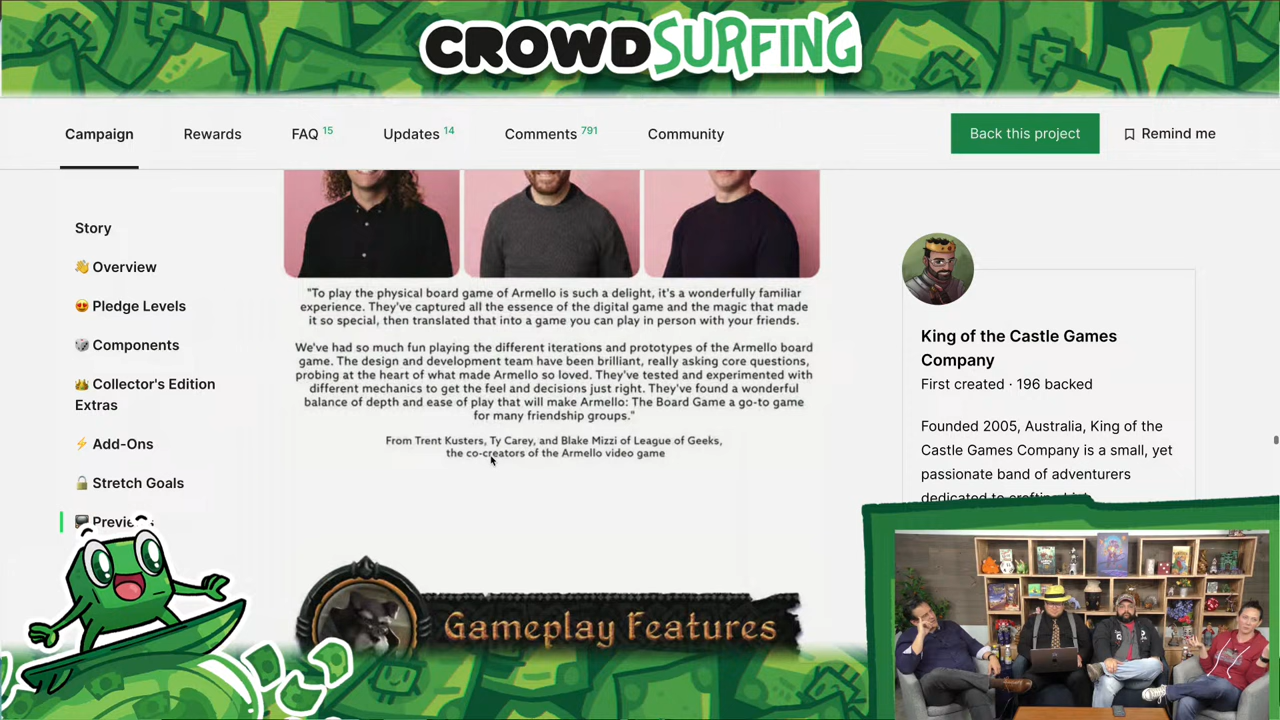 CROWDSURFING
Campaign
Rewards
FAQ 15
Updates 14
Comments 791
Community
Back this project
Remind me
Story
👋 Overview
😍 Pledge Levels
🎲 Components
👑 Collector's Edition
Extras
⚡ Add-Ons
🔒 Stretch Goals
"To play the physical board game of Armello is such a delight, it's a wonderfully familiar
experience. They've captured all the essence of the digital game and the magic that made
it so special, then translated that into a game you can play in person with your friends.
We've had so much fun playing the different iterations and prototypes of the Armello board
game. The design and development team have been brilliant, really asking core questions,
probing at the heart of what made Armello so loved. They've tested and experimented with
different mechanics to get the feel and decisions just right. They've found a wonderful
balance of depth and ease of play that will make Armello: The Board Game a go-to game
for many friendship groups."
From Trent Kusters, Ty Carey, and Blake Mizzi of League of Geeks,
the co-creators of the Armello video game
Gameplay Features
King of the Castle Games
Company
First created · 196 backed
Founded 2005, Australia, King of the
Castle Games Company is a small, yet
passionate band of adventurers
dedicated to